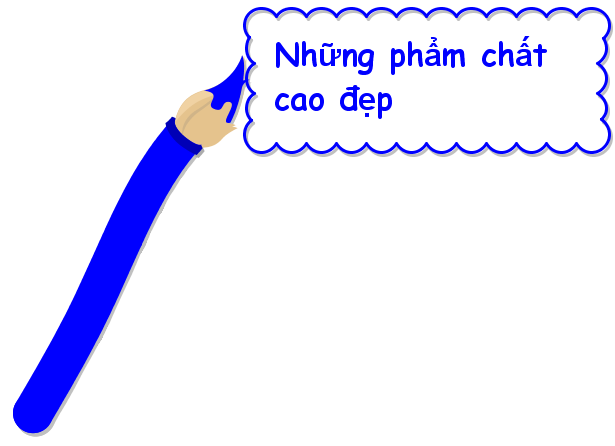 Những phẩm chất
cao đẹp